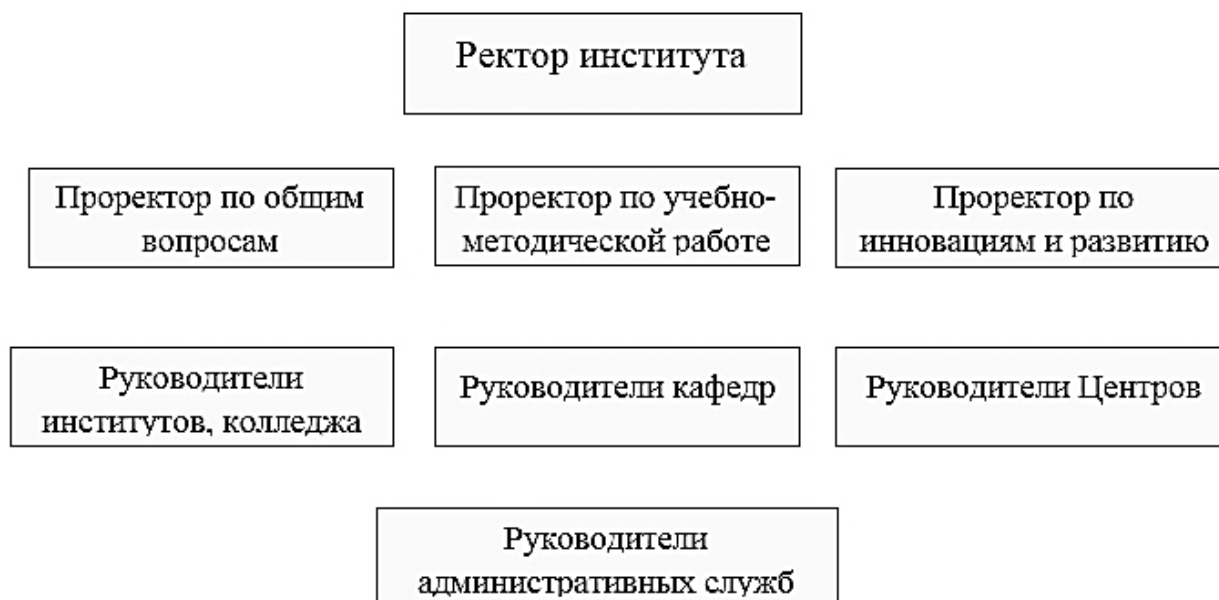 Ректор института
Проректор по общим
вопросам
Проректор по учебно-
методической работе
Проректор по
инновациям и развитию
Руководители
институтов, колледжа
Руководители кафедр
Руководители Центров
Руководители
административных служб